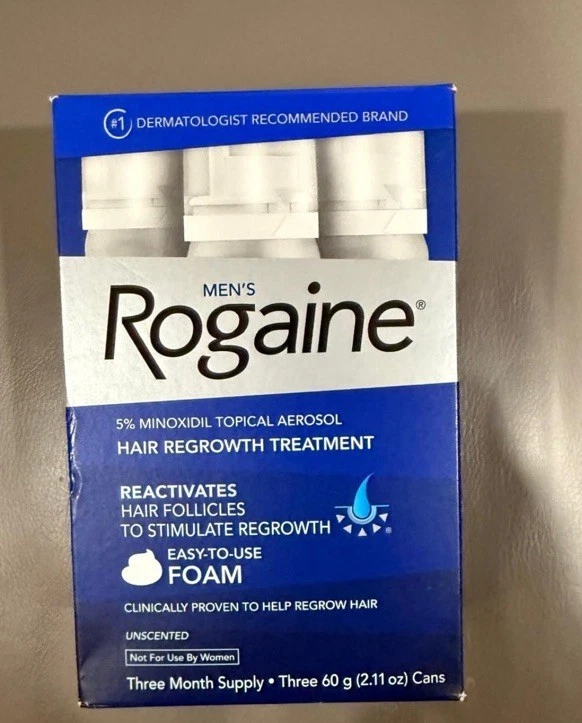 #1 DERMATOLOGIST RECOMMENDED BRAND
MEN'S
Rogaine®
5% MINOXIDIL TOPICAL AEROSOL
HAIR REGROWTH TREATMENT
REACTIVATES
HAIR FOLLICLES
TO STIMULATE REGROWTH
®
EASY-TO-USE
FOAM
CLINICALLY PROVEN TO HELP REGROW HAIR
UNSCENTED
Not For Use By Women
Three Month Supply • Three 60 g (2.11 oz) Cans